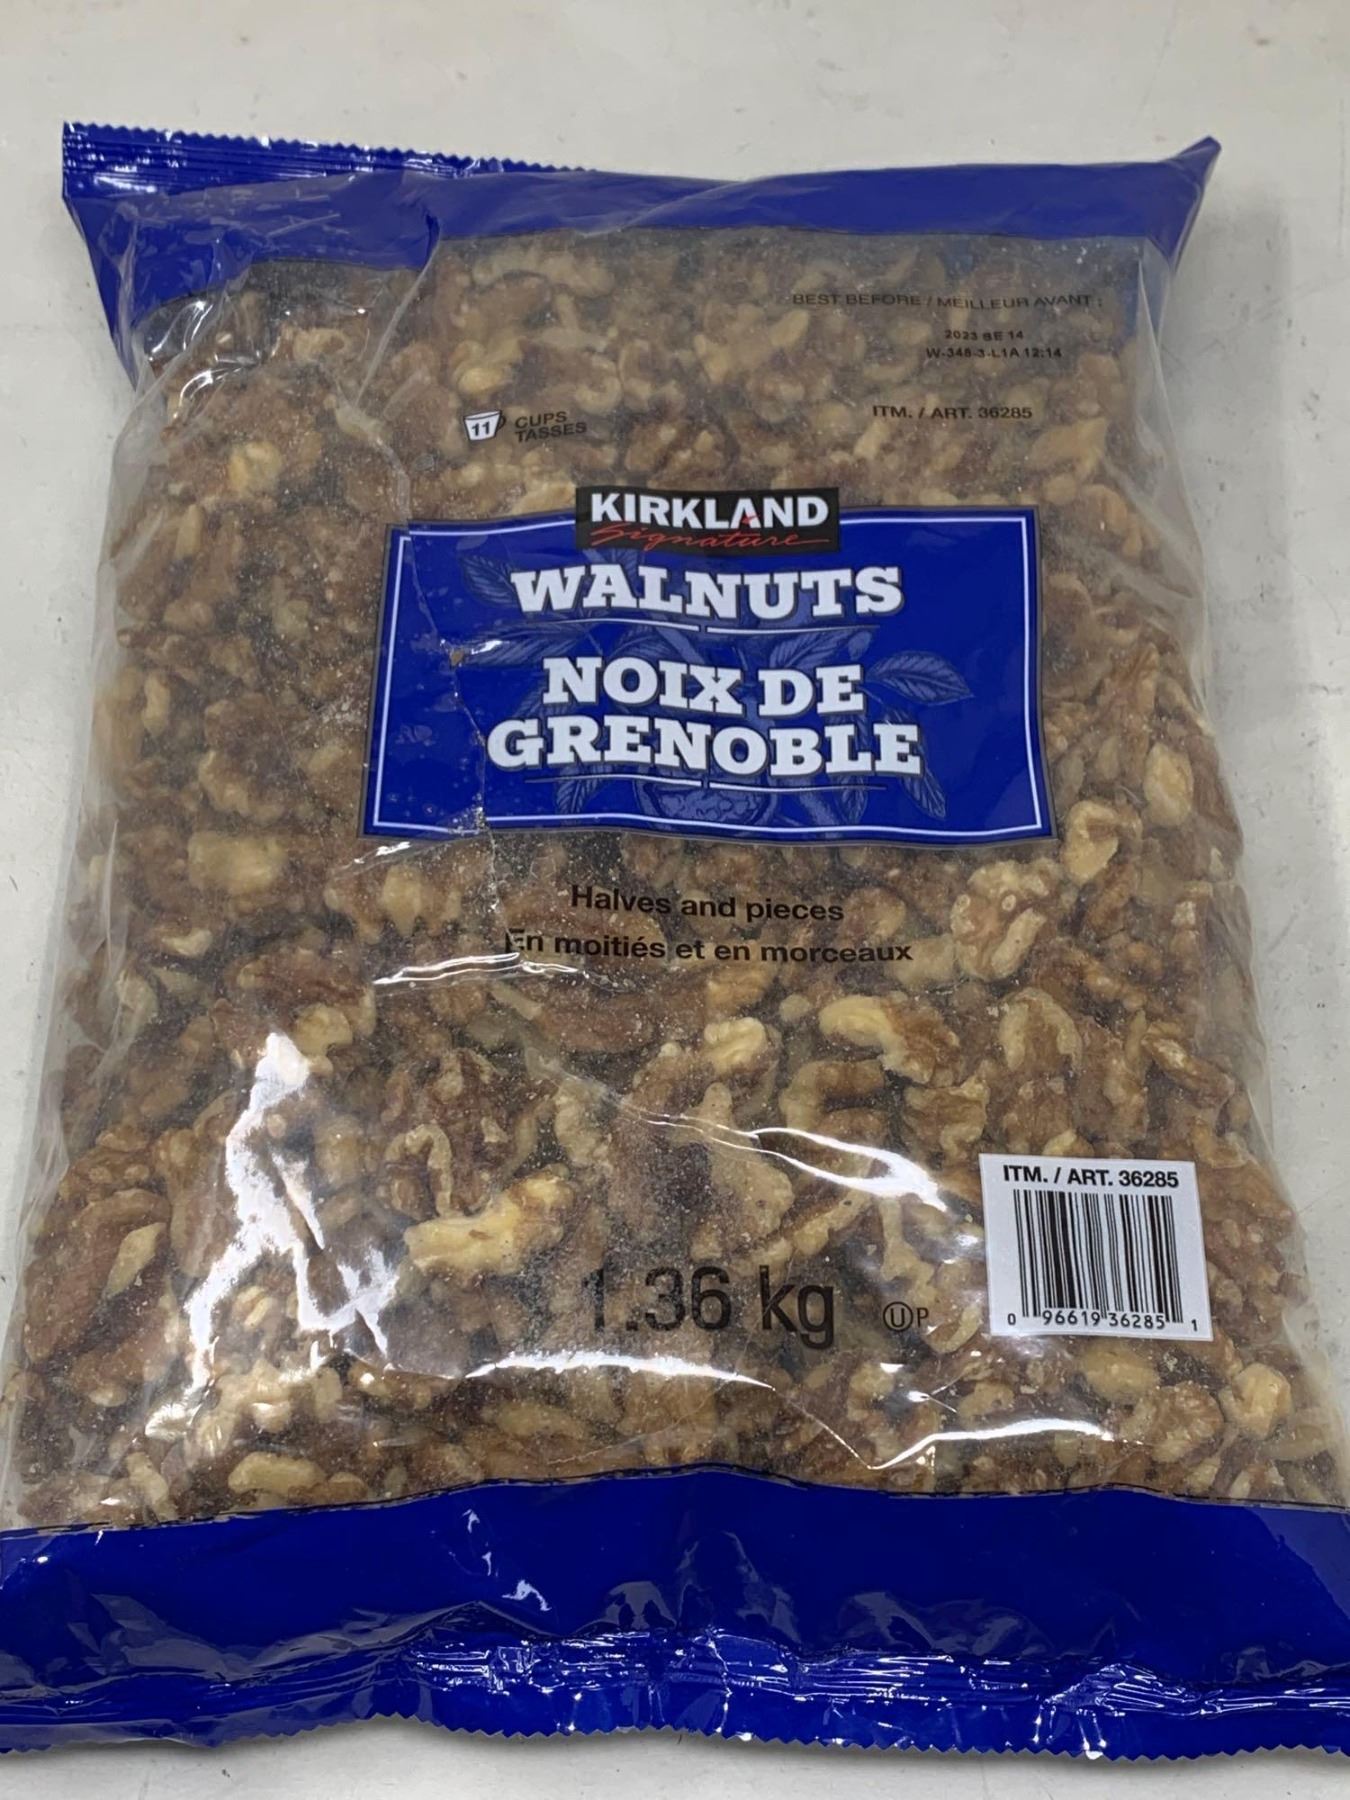 BEST BEFORE / MEILLEUR AVANT :
2023 SE 14
W-348-3-L1A 12:14
11 CUPS
TASSES
ITM. / ART. 36285
KIRKLAND
Signature
WALNUTS
NOIX DE
GRENOBLE
Halves and pieces
En moitiés et en morceaux
ITM. / ART. 36285
0 96619 36285 1
1.36 kg
U P